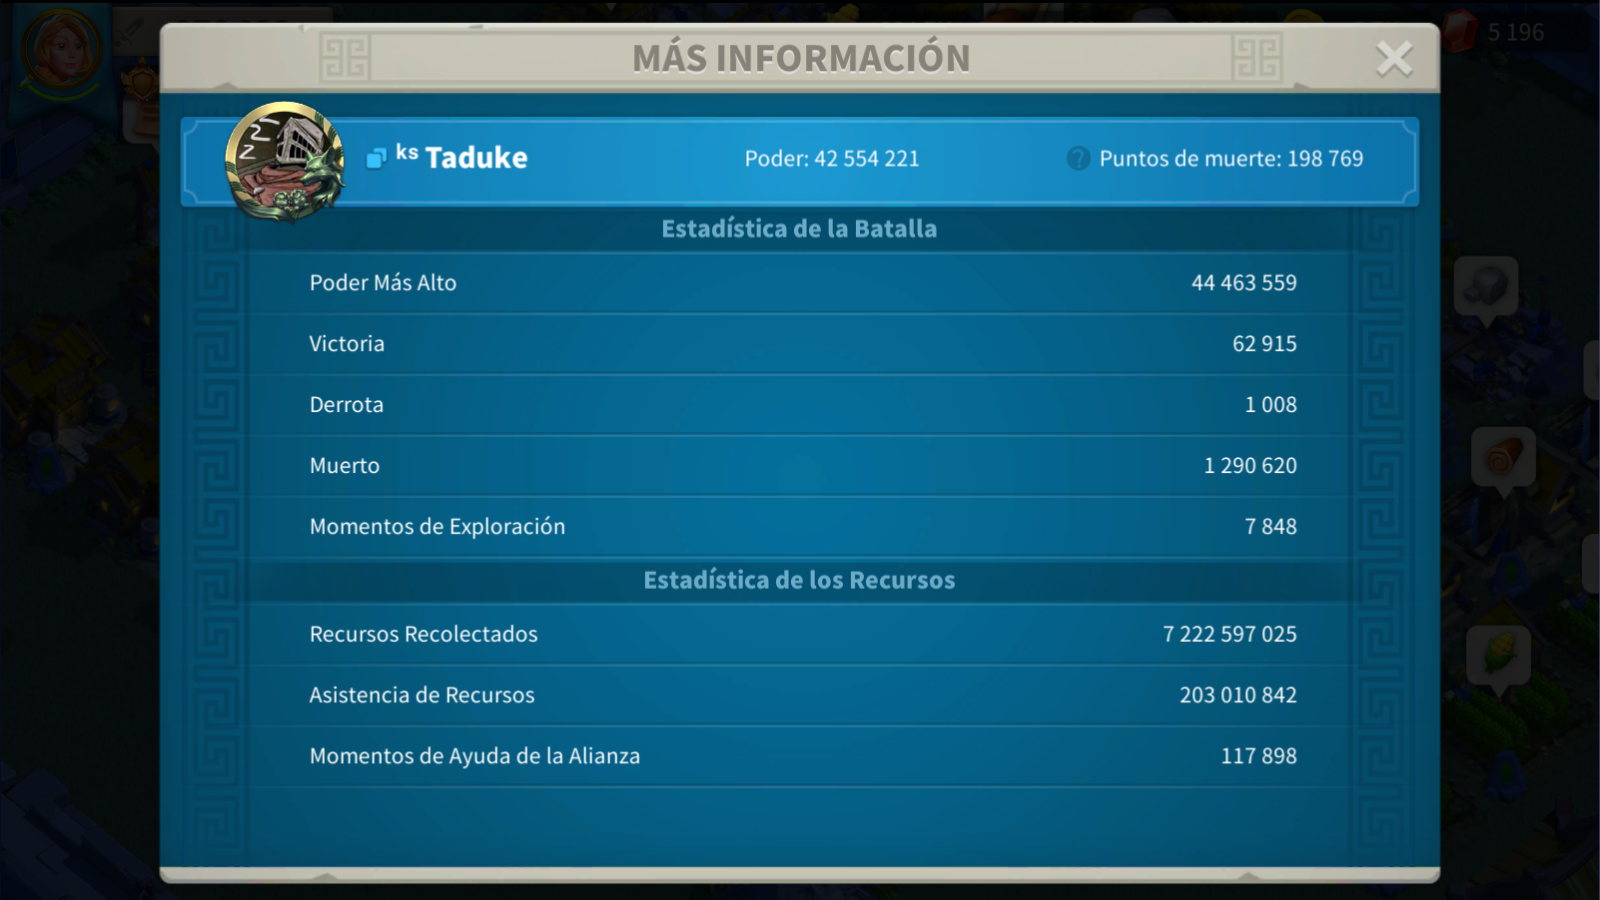 5 196
MÁS INFORMACIÓN
ᵏˢ Taduke
Poder: 42 554 221
Puntos de muerte: 198 769
Estadística de la Batalla
Poder Más Alto 44 463 559
Victoria 62 915
Derrota 1 008
Muerto 1 290 620
Momentos de Exploración 7 848
Estadística de los Recursos
Recursos Recolectados 7 222 597 025
Asistencia de Recursos 203 010 842
Momentos de Ayuda de la Alianza 117 898